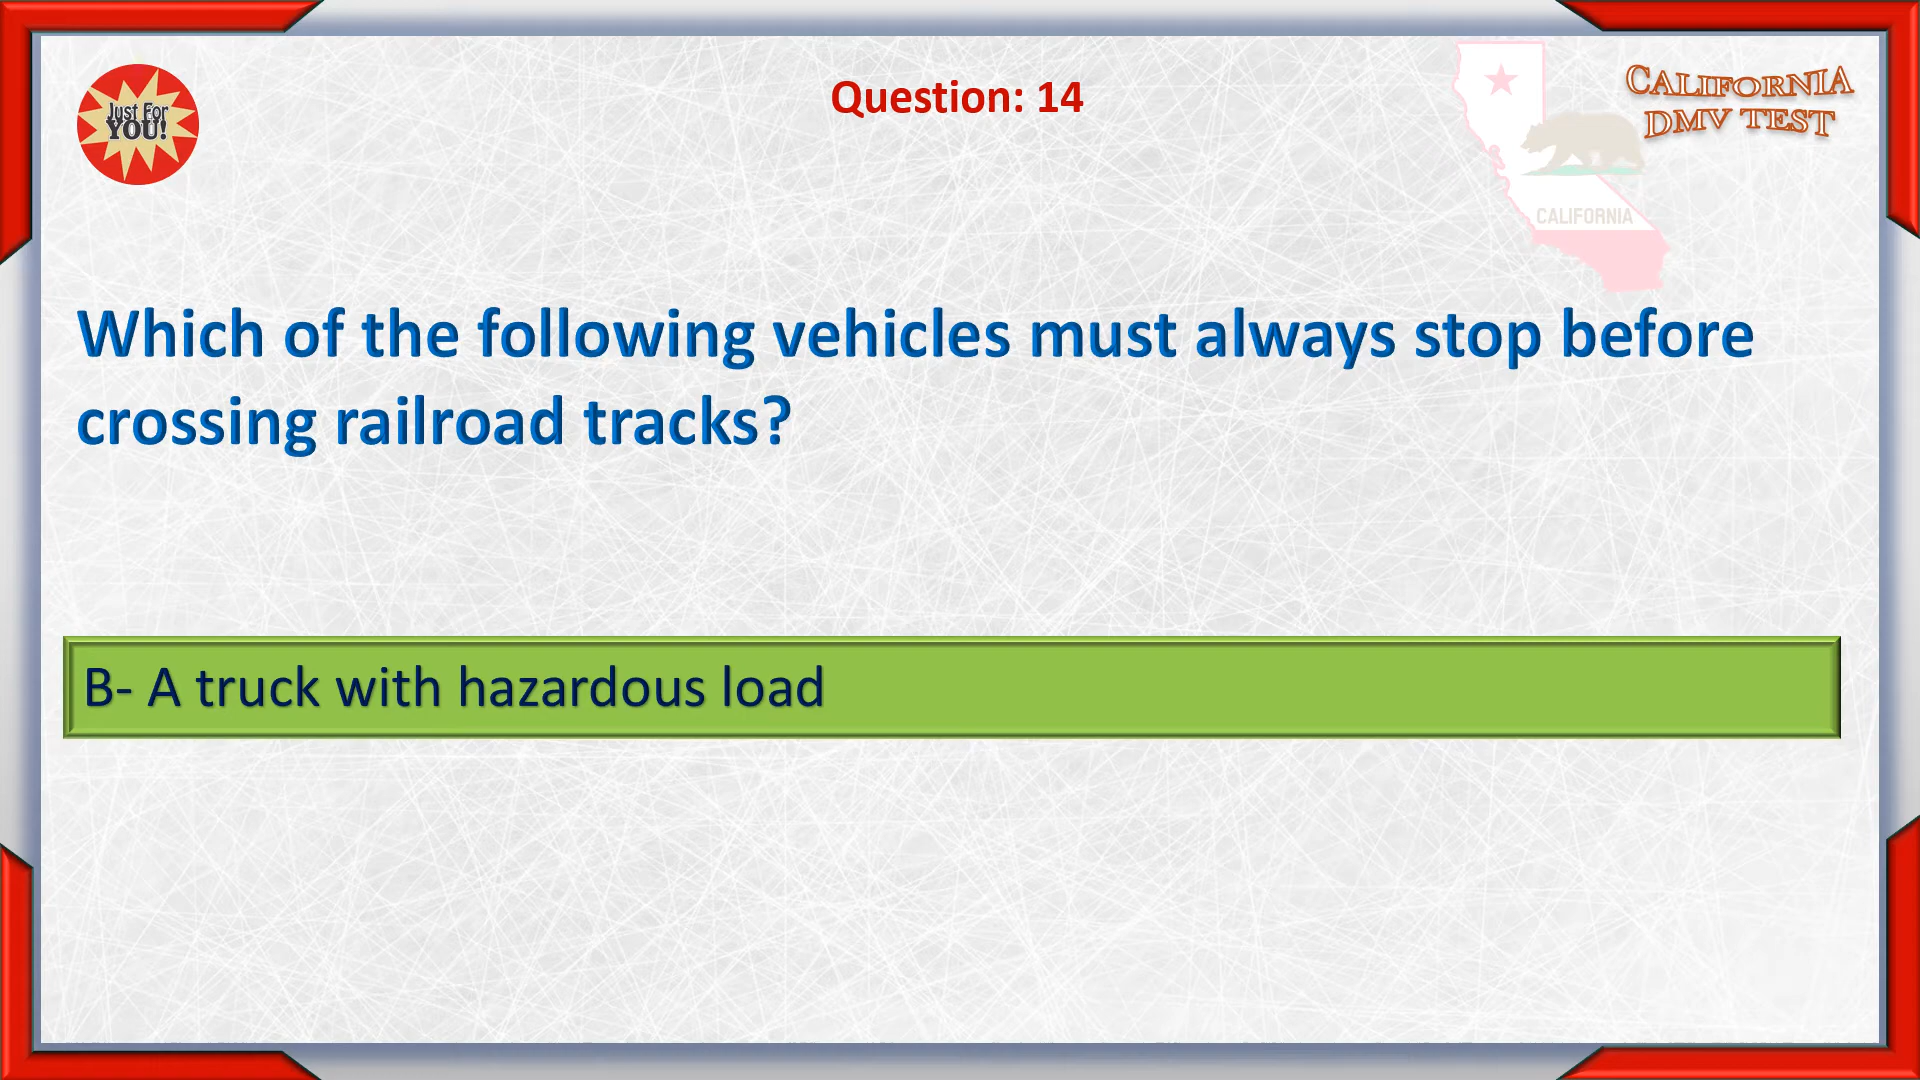 Just For
YOU!
Question: 14
CALIFORNIA
DMV TEST
CALIFORNIA
Which of the following vehicles must always stop before
crossing railroad tracks?
B- A truck with hazardous load